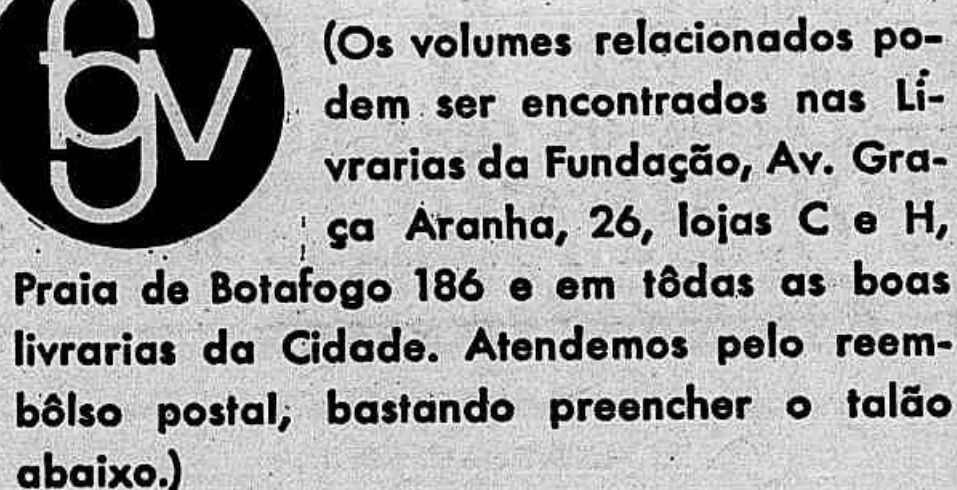 fgv
(Os volumes relacionados po-
dem ser encontrados nas Li-
vrarias da Fundação, Av. Gra-
ça Aranha, 26, lojas C e H,
Praia de Botafogo 186 e em tôdas as boas
livrarias da Cidade. Atendemos pelo reem-
bôlso postal, bastando preencher o talão
abaixo.)